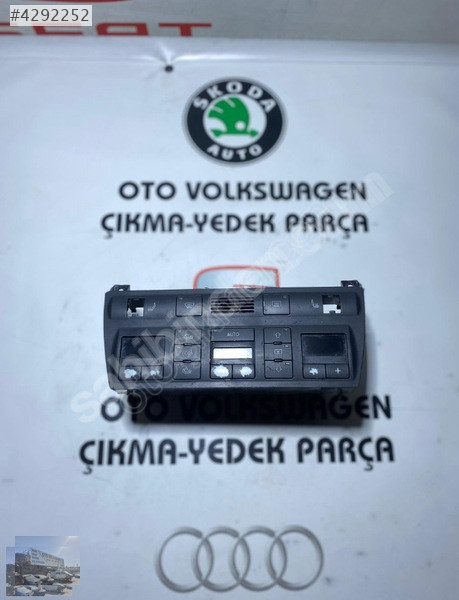 #4292252
SKODA
AUTO
OTO VOLKSWAGEN
ÇIKMA-YEDEK PARÇA
AUTO
OTO VOLKSWAGEN
ÇIKMA-YEDEK PARÇA